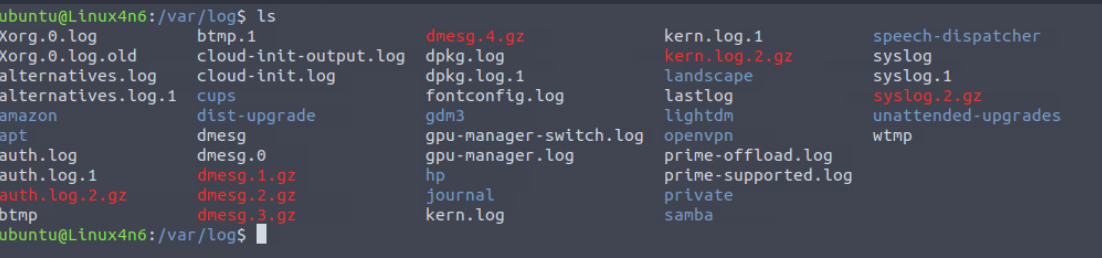 ubuntu@Linux4n6:/var/log$ ls
Xorg.0.log btmp.1 dmesg.4.gz kern.log.1 speech-dispatcher
Xorg.0.log.old cloud-init-output.log dpkg.log kern.log.2.gz syslog
alternatives.log cloud-init.log dpkg.log.1 landscape syslog.1
alternatives.log.1 cups fontconfig.log lastlog syslog.2.gz
amazon dist-upgrade gdm3 lightdm unattended-upgrades
apt dmesg gpu-manager-switch.log openvpn wtmp
auth.log dmesg.0 gpu-manager.log prime-offload.log
auth.log.1 dmesg.1.gz hp prime-supported.log
auth.log.2.gz dmesg.2.gz journal private
btmp dmesg.3.gz kern.log samba
ubuntu@Linux4n6:/var/log$